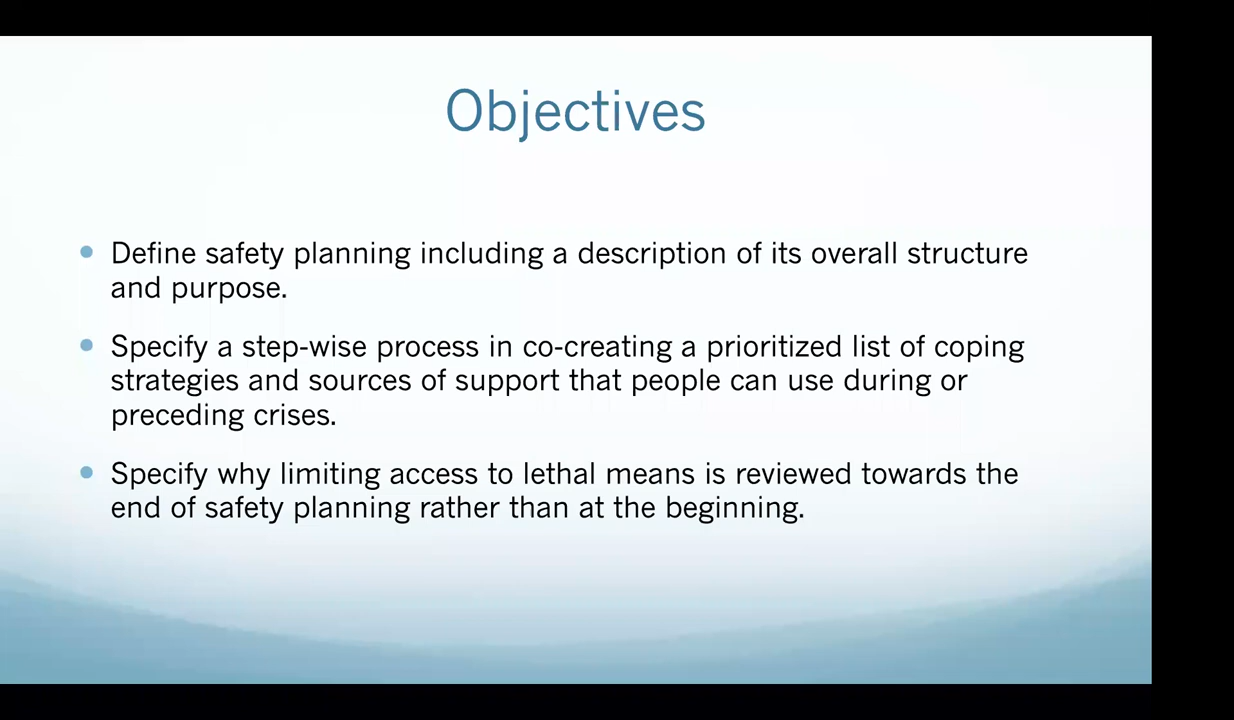 Objectives
Define safety planning including a description of its overall structure
and purpose.
Specify a step-wise process in co-creating a prioritized list of coping
strategies and sources of support that people can use during or
preceding crises.
Specify why limiting access to lethal means is reviewed towards the
end of safety planning rather than at the beginning.